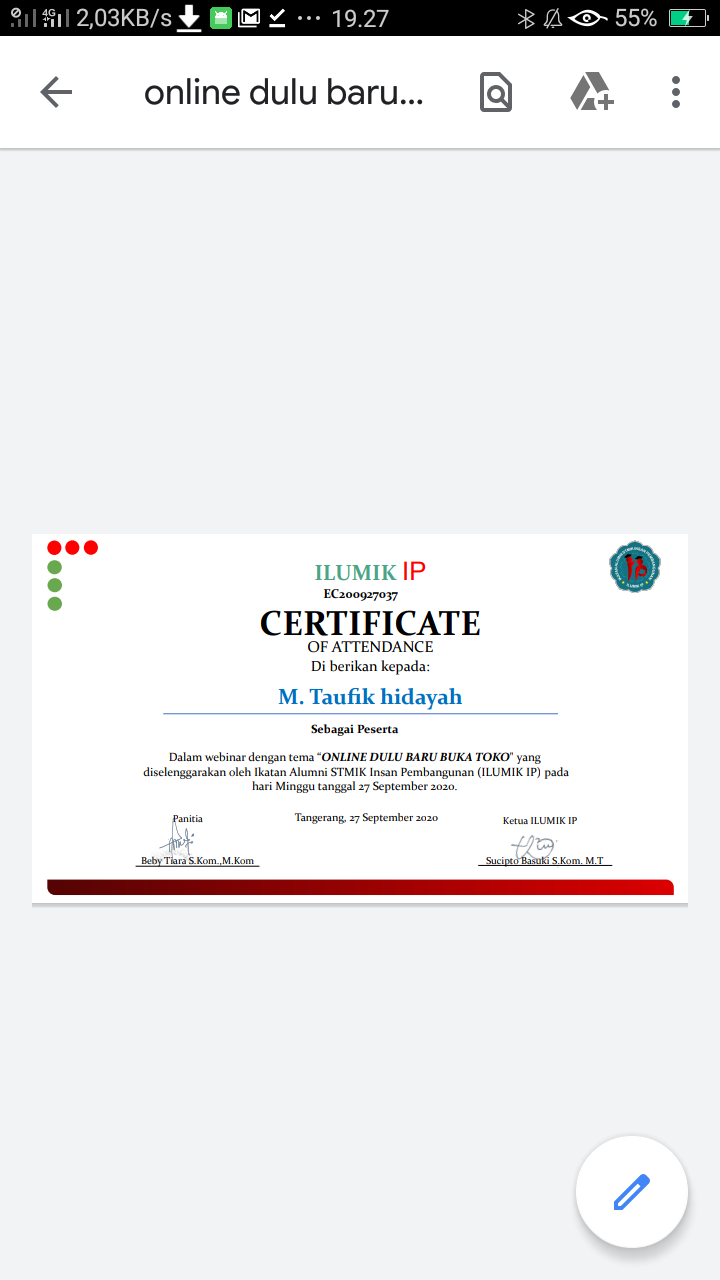 4G 2,03KB/s ... 19.27 55%
online dulu baru...
ILUMIK IP
EC200927037
CERTIFICATE
OF ATTENDANCE
Di berikan kepada:
M. Taufik hidayah
Sebagai Peserta
Dalam webinar dengan tema “ONLINE DULU BARU BUKA TOKO” yang
diselenggarakan oleh Ikatan Alumni STMIK Insan Pembangunan (ILUMIK IP) pada
hari Minggu tanggal 27 September 2020.
Panitia
Tangerang, 27 September 2020
Ketua ILUMIK IP
Beby Tiara S.Kom.,M.Kom
Sucipto Basuki S.Kom. M.T